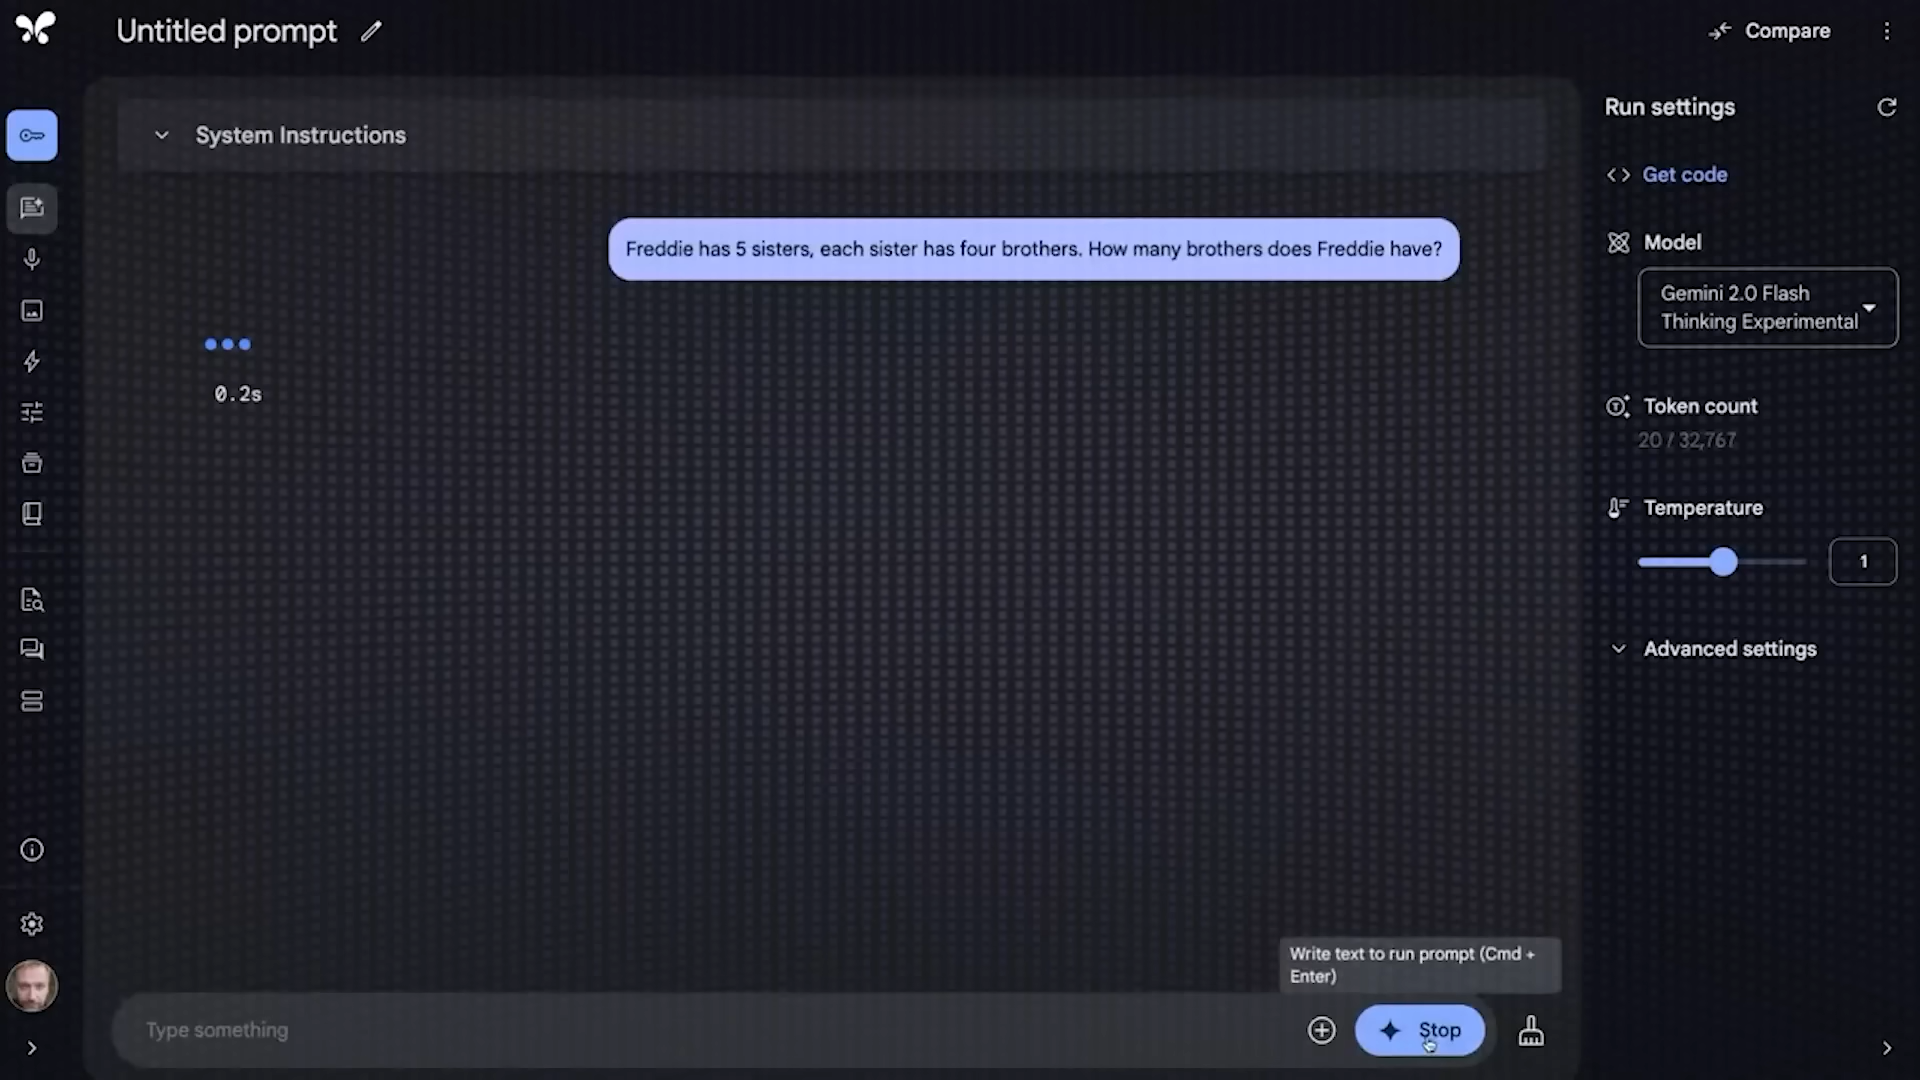 Untitled prompt
Compare
System Instructions
Freddie has 5 sisters, each sister has four brothers. How many brothers does Freddie have?
0.2s
Run settings
Get code
Model
Gemini 2.0 Flash
Thinking Experimental
Token count
20 / 32,767
Temperature
1
Advanced settings
Write text to run prompt (Cmd +
Enter)
Type something
Stop